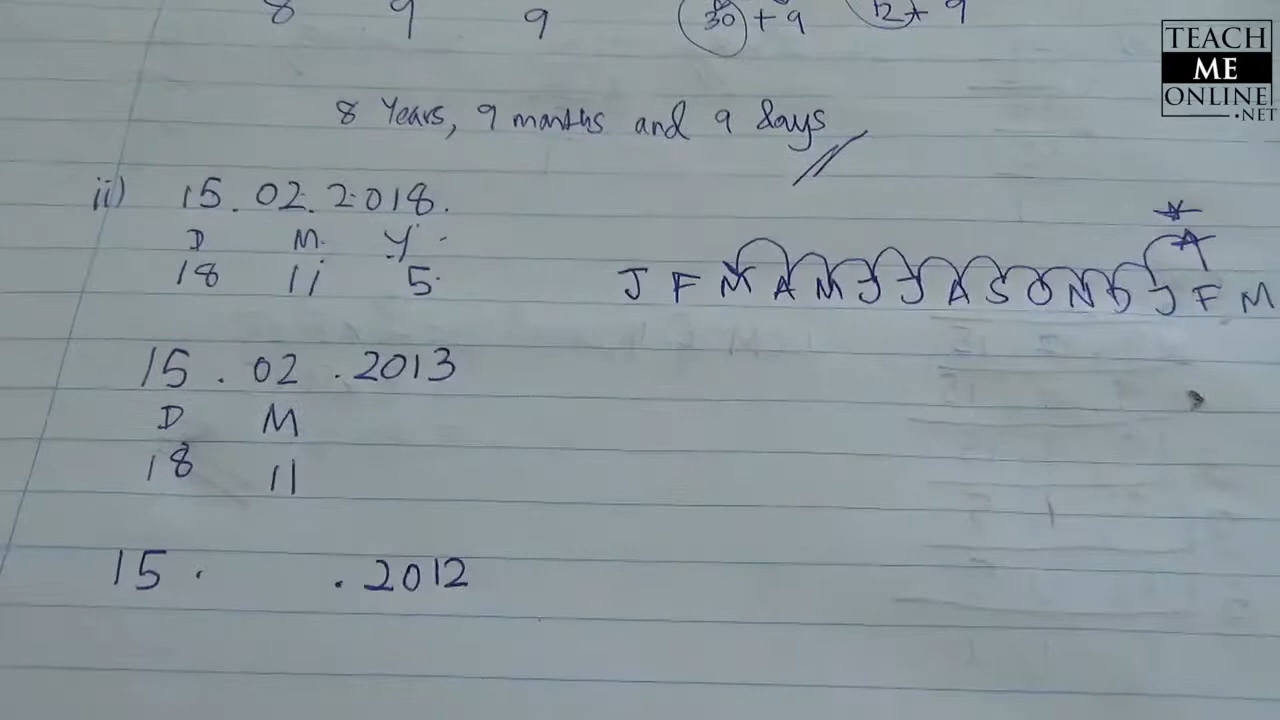 8 9 9 30 + 9 12 + 9
TEACH
ME
ONLINE
.NET
8 Years, 9 months and 9 days
ii) 15.02.2018.
D M. Y.
18 11 5.
J F M A M J J A S O N D J F M
15.02.2013
D M
18 11
15. .2012